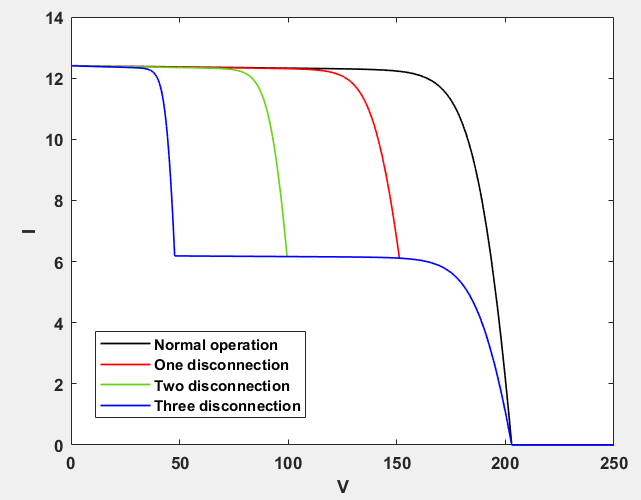 14
12
10
8
6
4
2
0
I
Normal operation
One disconnection
Two disconnection
Three disconnection
0 50 100 150 200 250
V